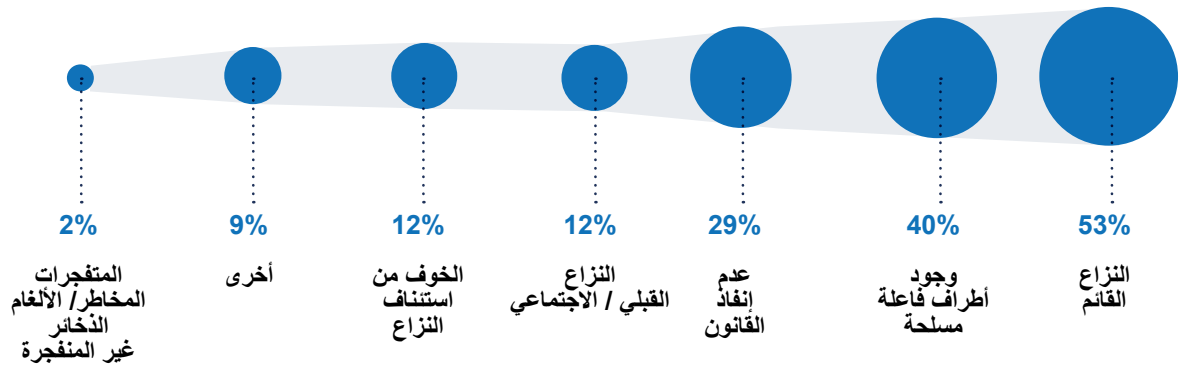 53%
النزاع
القائم
40%
وجود
أطراف فاعلة
مسلحة
29%
عدم
إنفاذ
القانون
12%
النزاع
القبلي / الاجتماعي
12%
الخوف من
استئناف
النزاع
9%
أخرى
2%
المتفجرات
المخاطر/ الألغام
الذخائر
غير المنفجرة